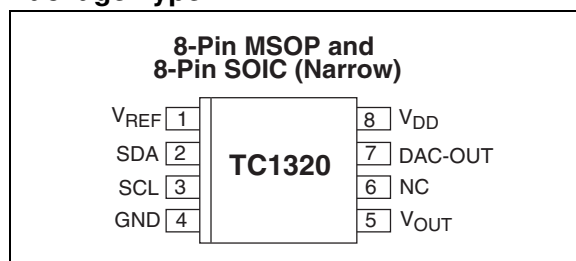 8-Pin MSOP and
8-Pin SOIC (Narrow)
VREF 1
SDA 2
SCL 3
GND 4
TC1320
8 VDD
7 DAC-OUT
6 NC
5 VOUT